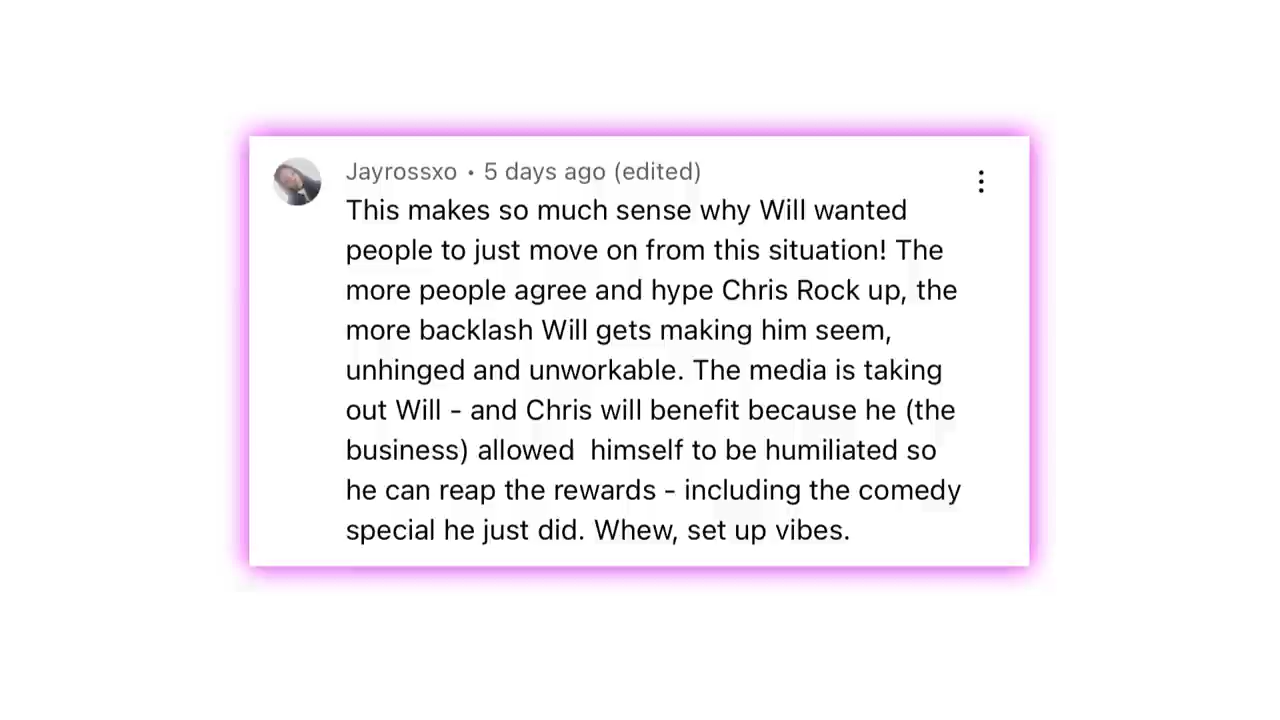 Jayrossxo • 5 days ago (edited)
This makes so much sense why Will wanted
people to just move on from this situation! The
more people agree and hype Chris Rock up, the
more backlash Will gets making him seem,
unhinged and unworkable. The media is taking
out Will - and Chris will benefit because he (the
business) allowed  himself to be humiliated so
he can reap the rewards - including the comedy
special he just did. Whew, set up vibes.